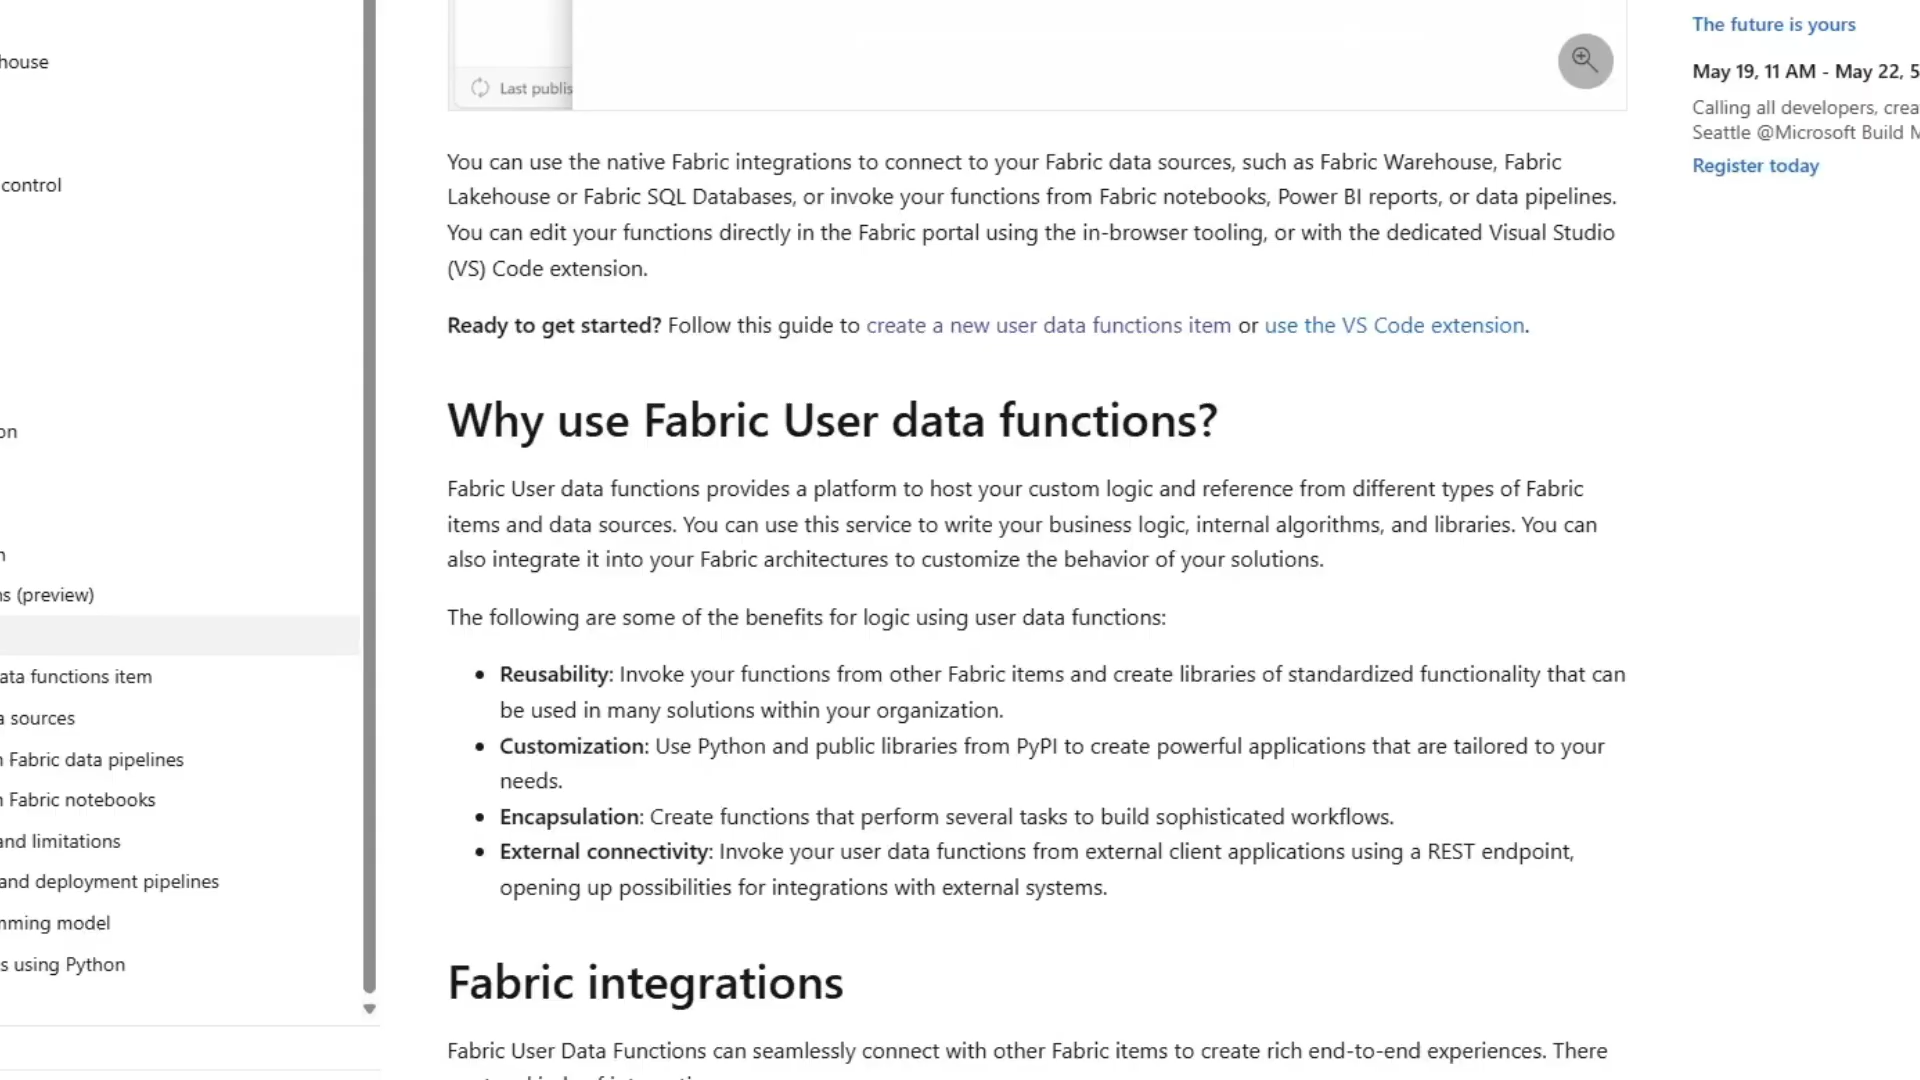 house
control
on
n
ns (preview)
ata functions item
a sources
n Fabric data pipelines
n Fabric notebooks
and limitations
and deployment pipelines
mming model
s using Python
Last publis
You can use the native Fabric integrations to connect to your Fabric data sources, such as Fabric Warehouse, Fabric
Lakehouse or Fabric SQL Databases, or invoke your functions from Fabric notebooks, Power BI reports, or data pipelines.
You can edit your functions directly in the Fabric portal using the in-browser tooling, or with the dedicated Visual Studio
(VS) Code extension.
Ready to get started? Follow this guide to create a new user data functions item or use the VS Code extension.
Why use Fabric User data functions?
Fabric User data functions provides a platform to host your custom logic and reference from different types of Fabric
items and data sources. You can use this service to write your business logic, internal algorithms, and libraries. You can
also integrate it into your Fabric architectures to customize the behavior of your solutions.
The following are some of the benefits for logic using user data functions:
• Reusability: Invoke your functions from other Fabric items and create libraries of standardized functionality that can
be used in many solutions within your organization.
• Customization: Use Python and public libraries from PyPI to create powerful applications that are tailored to your
needs.
• Encapsulation: Create functions that perform several tasks to build sophisticated workflows.
• External connectivity: Invoke your user data functions from external client applications using a REST endpoint,
opening up possibilities for integrations with external systems.
Fabric integrations
Fabric User Data Functions can seamlessly connect with other Fabric items to create rich end-to-end experiences. There
The future is yours
May 19, 11 AM - May 22, 5
Calling all developers, crea
Seattle @Microsoft Build M
Register today